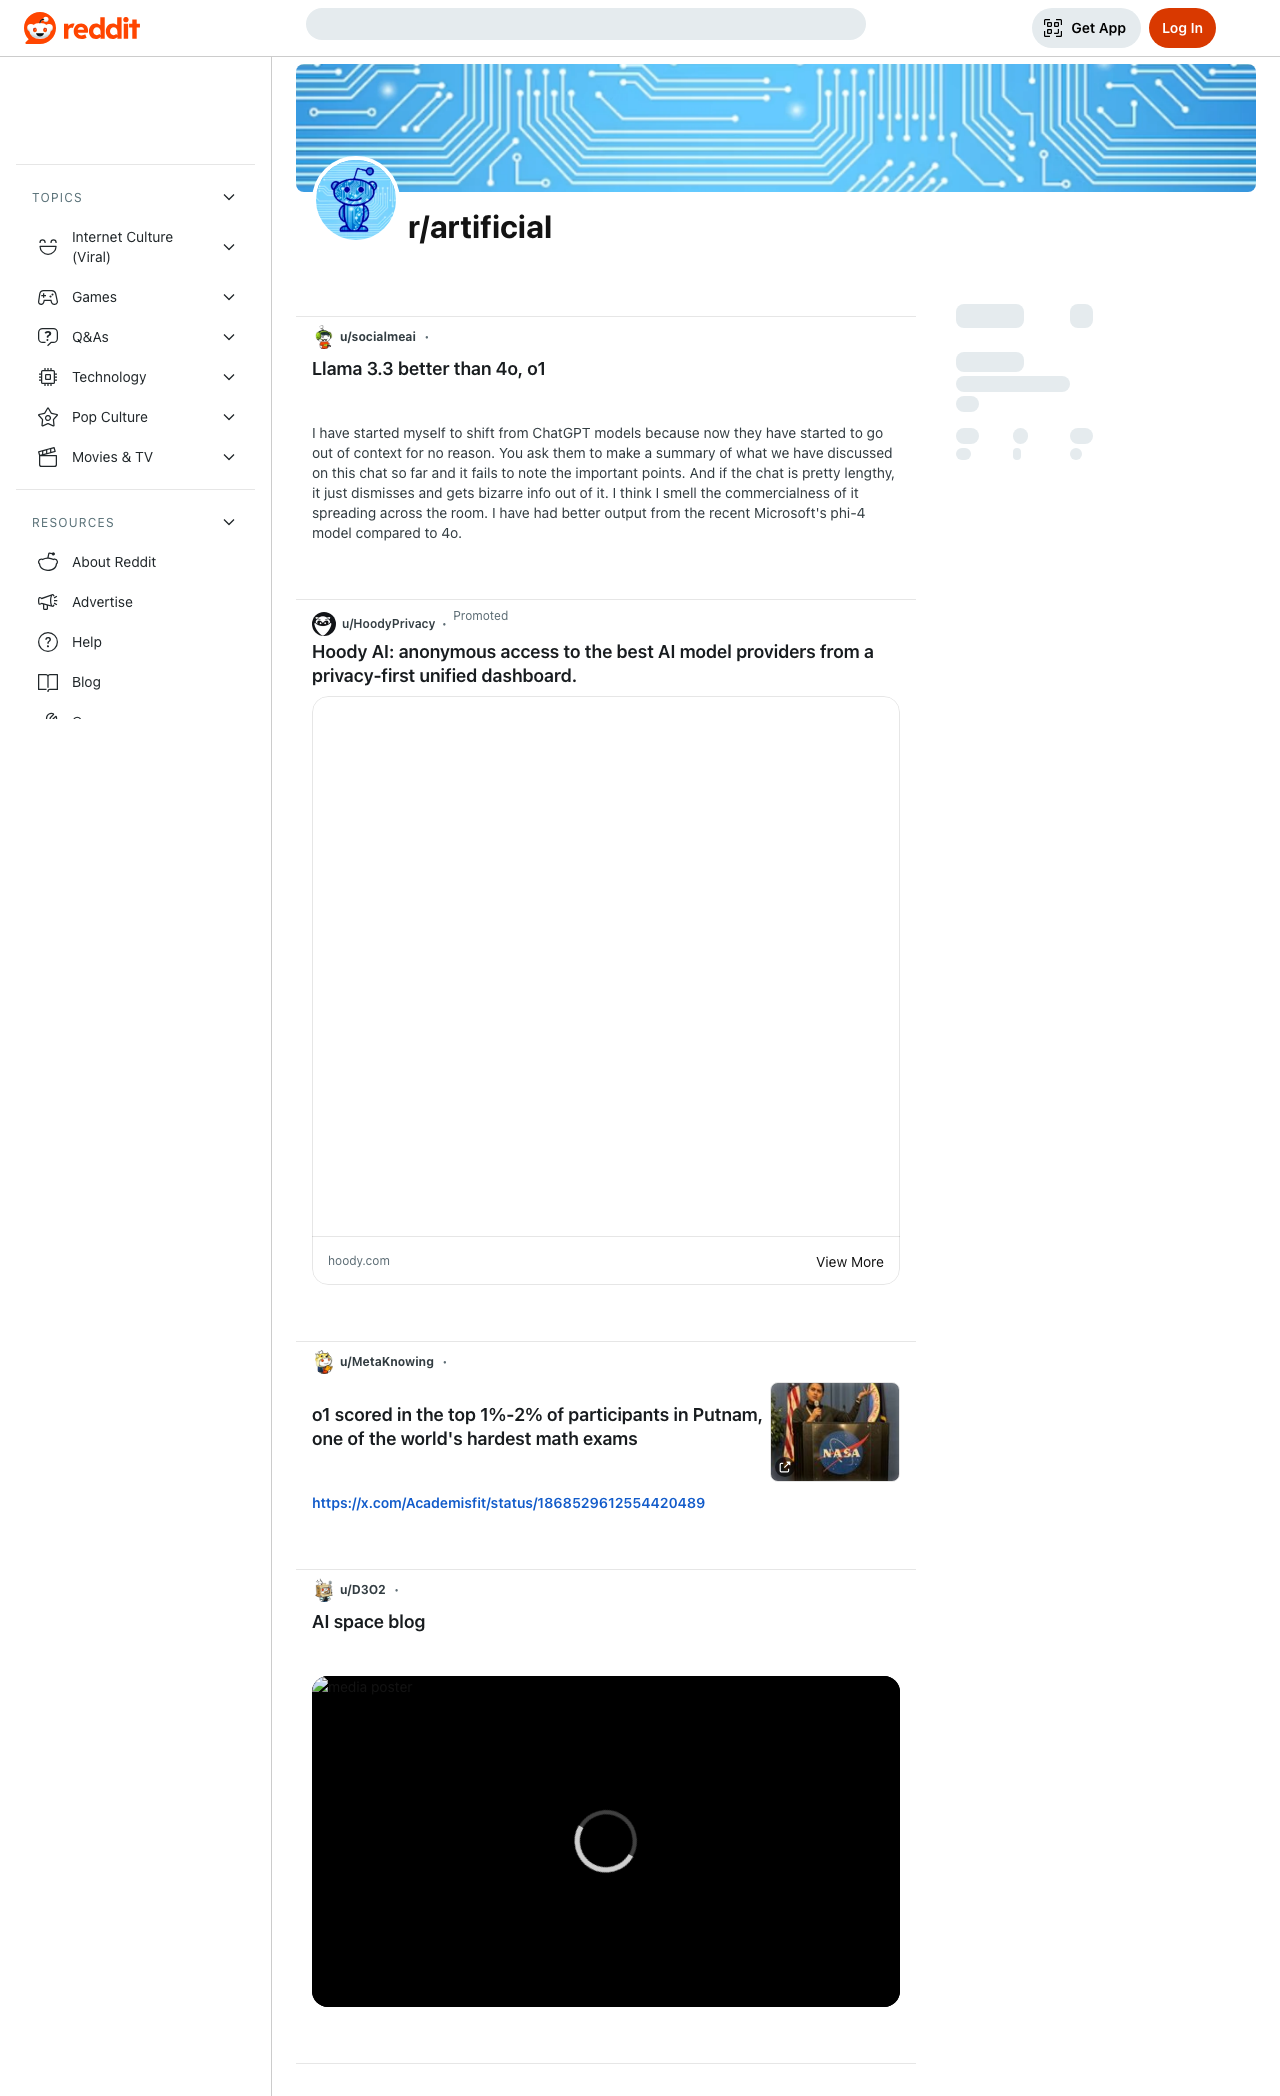 reddit
Get App
Log In
TOPICS
Internet Culture
(Viral)
Games
Q&As
Technology
Pop Culture
Movies & TV
RESOURCES
About Reddit
Advertise
Help
Blog
r/artificial
u/socialmeai •
Llama 3.3 better than 4o, o1
I have started myself to shift from ChatGPT models because now they have started to go
out of context for no reason. You ask them to make a summary of what we have discussed
on this chat so far and it fails to note the important points. And if the chat is pretty lengthy,
it just dismisses and gets bizarre info out of it. I think I smell the commercialness of it
spreading across the room. I have had better output from the recent Microsoft's phi-4
model compared to 4o.
u/HoodyPrivacy • Promoted
Hoody AI: anonymous access to the best AI model providers from a
privacy-first unified dashboard.
hoody.com
View More
u/MetaKnowing •
o1 scored in the top 1%-2% of participants in Putnam,
one of the world's hardest math exams
NASA
https://x.com/Academisfit/status/1868529612554420489
u/D3O2 •
AI space blog
media poster